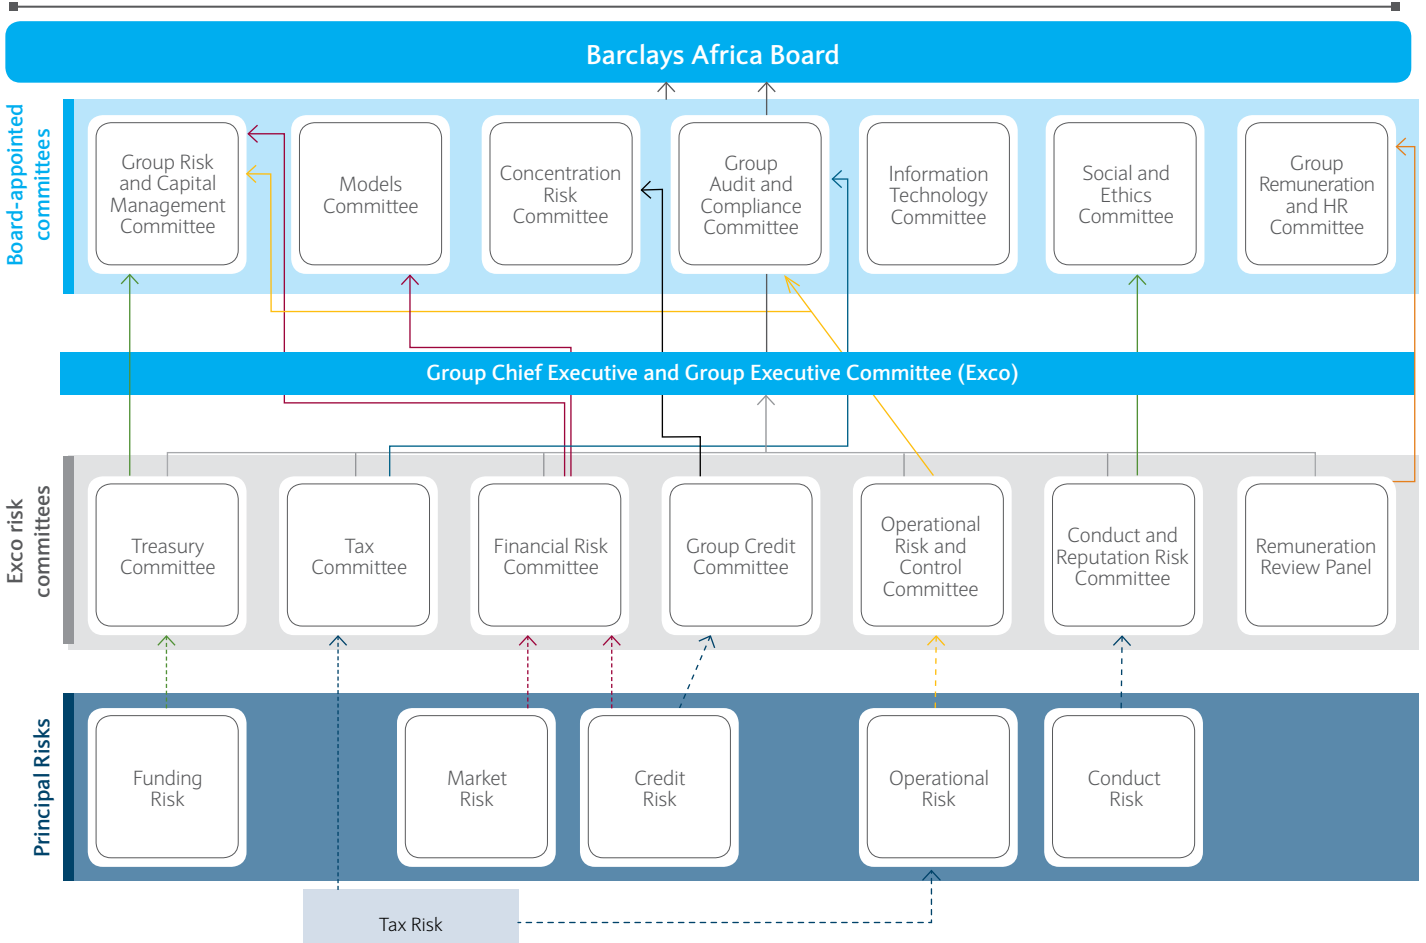 Barclays Africa Board
Board-appointed
committees
Group Risk
and Capital
Management
Committee
Models
Committee
Concentration
Risk
Committee
Group
Audit and
Compliance
Committee
Information
Technology
Committee
Social and
Ethics
Committee
Group
Remuneration
and HR
Committee
Group Chief Executive and Group Executive Committee (Exco)
Exco risk
committees
Treasury
Committee
Tax
Committee
Financial Risk
Committee
Group Credit
Committee
Operational
Risk and
Control
Committee
Conduct and
Reputation Risk
Committee
Remuneration
Review Panel
Principal Risks
Funding
Risk
Market
Risk
Credit
Risk
Operational
Risk
Conduct
Risk
Tax Risk